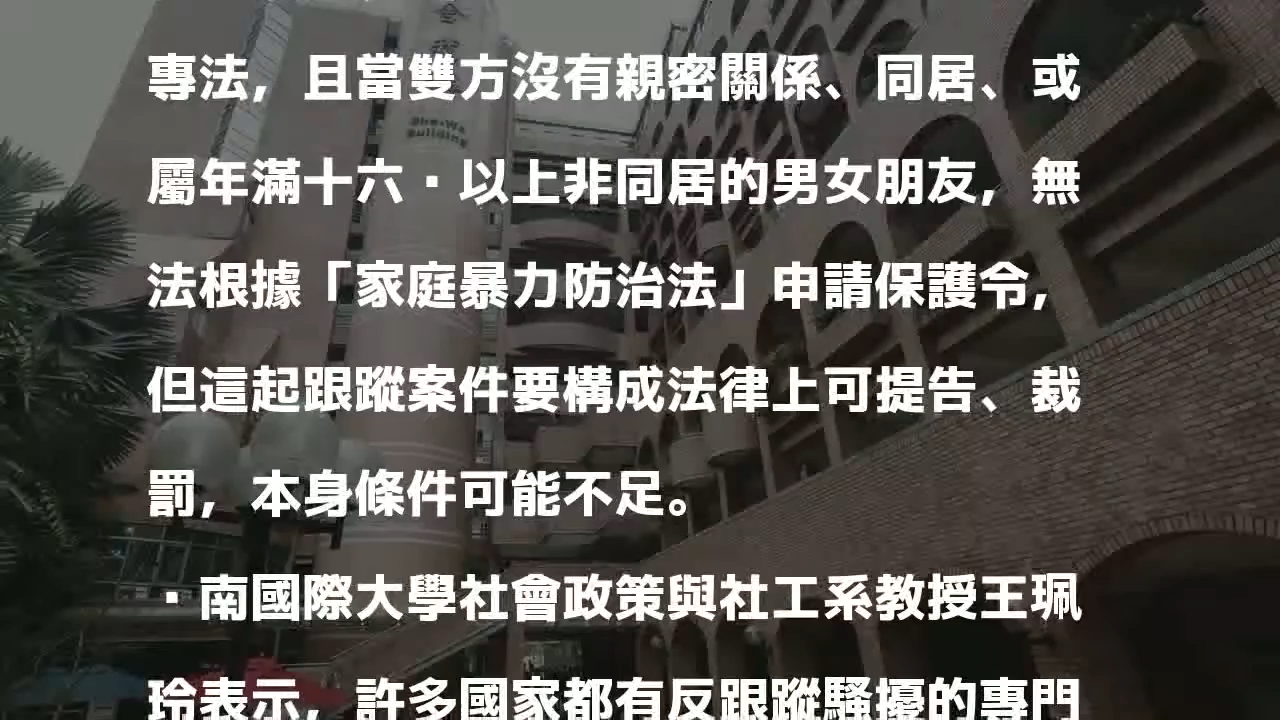 會
專法，且當雙方沒有親密關係、同居、或
She-Wo
Building
屬年滿十六·以上非同居的男女朋友，無
法根據「家庭暴力防治法」申請保護令，
但這起跟蹤案件要構成法律上可提告、裁
罰，本身條件可能不足。
·南國際大學社會政策與社工系教授王珮
玲表示，許多國家都有反跟蹤騷擾的專門